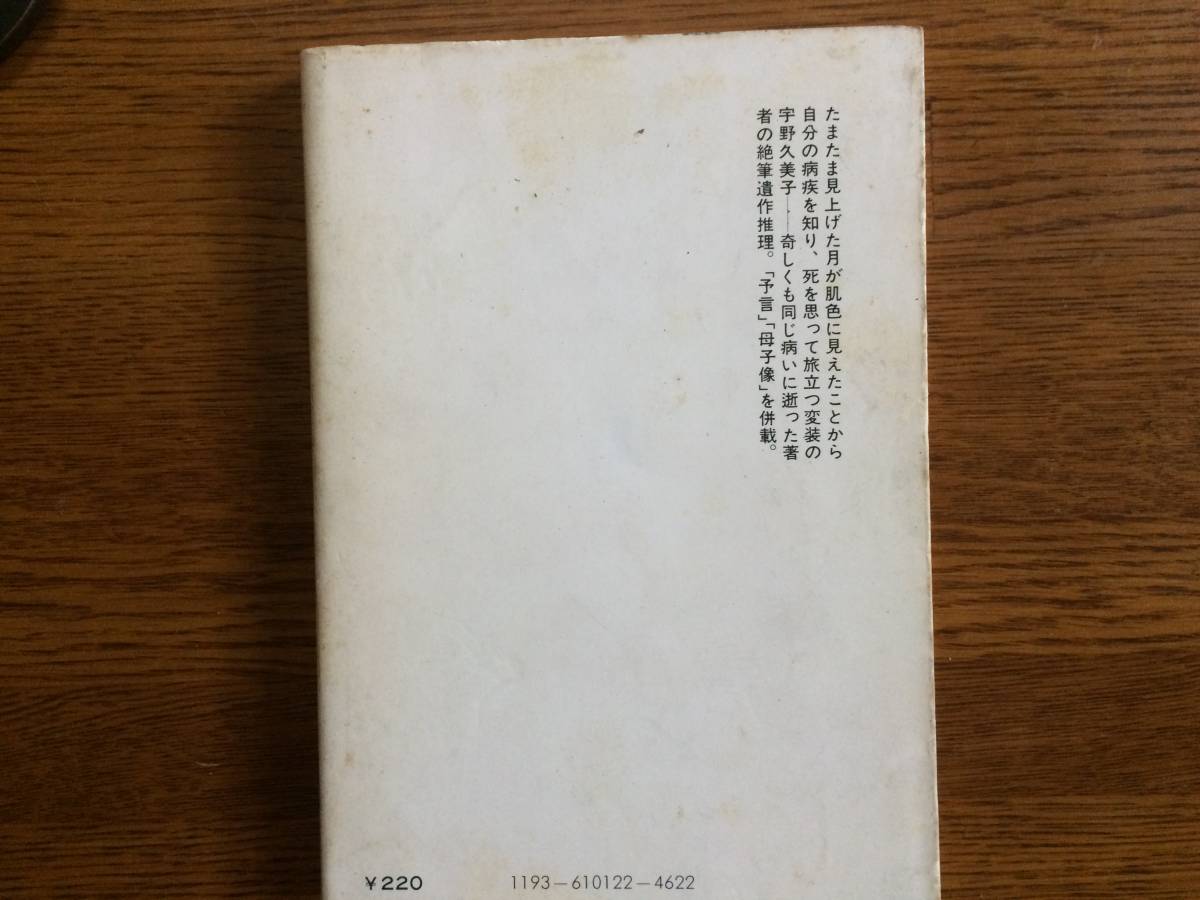 たまたま見上げた月が肌色に見えたことから
自分の病疾を知り、死を思って旅立つ変装の
宇野久美子――奇しくも同じ病いに逝った著
者の絶筆遺作推理。「予言」「母子像」を併載。
¥220
1193-610122-4622